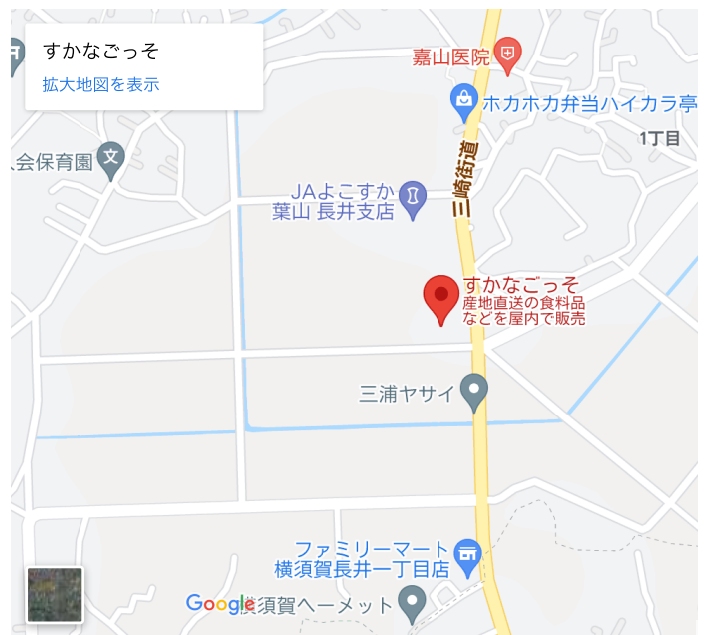 すかなごっそ
拡大地図を表示
嘉山医院
ホカホカ弁当ハイカラ亭
1丁目
会保育園
文
三崎街道
JAよこすか
葉山 長井支店
すかなごっそ
産地直送の食料品
などを屋内で販売
三浦ヤサイ
ファミリーマート
横須賀長井一丁目店
Google
横須賀ヘーメット